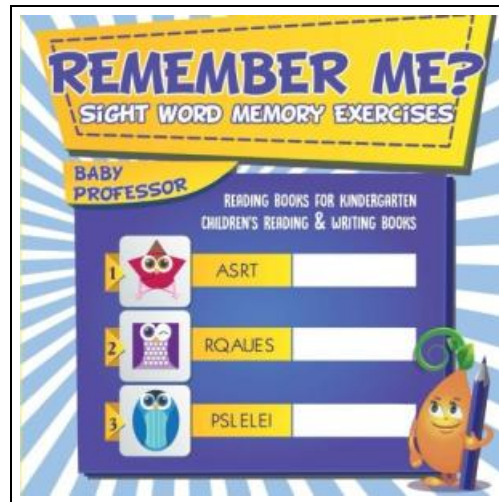 REMEMBER ME?
SIGHT WORD MEMORY EXERCISES
BABY
PROFESSOR
READING BOOKS FOR KINDERGARTEN
CHILDREN'S READING & WRITING BOOKS
1 ASRT
2 RQAUES
3 PSLELEI